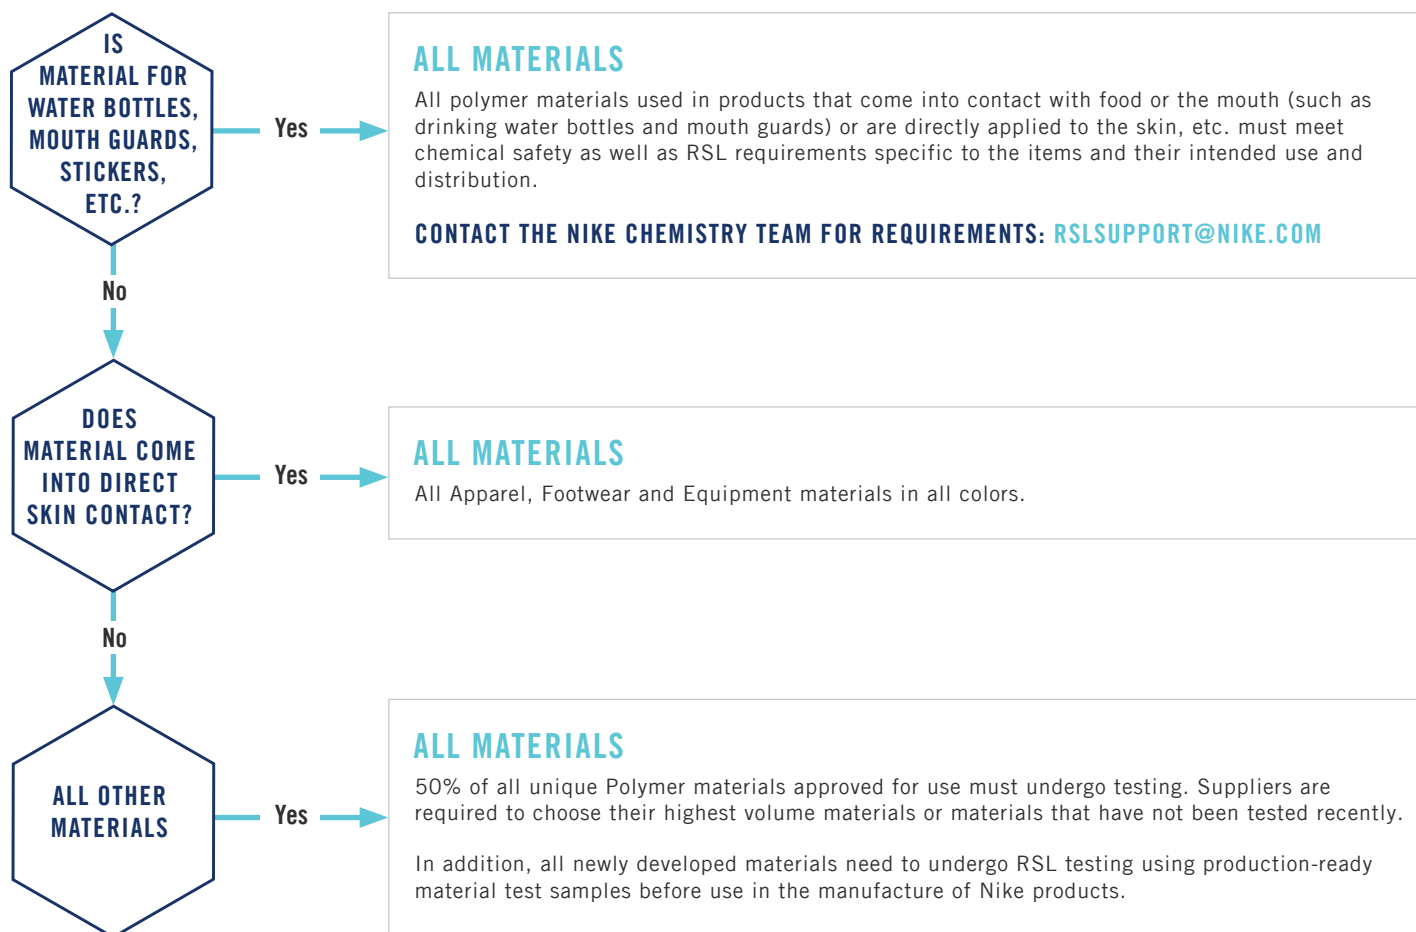 IS
MATERIAL FOR
WATER BOTTLES,
MOUTH GUARDS,
STICKERS,
ETC.?
Yes
ALL MATERIALS
All polymer materials used in products that come into contact with food or the mouth (such as
drinking water bottles and mouth guards) or are directly applied to the skin, etc. must meet
chemical safety as well as RSL requirements specific to the items and their intended use and
distribution.
CONTACT THE NIKE CHEMISTRY TEAM FOR REQUIREMENTS: RSLSUPPORT@NIKE.COM
No
DOES
MATERIAL COME
INTO DIRECT
SKIN CONTACT?
Yes
ALL MATERIALS
All Apparel, Footwear and Equipment materials in all colors.
No
ALL OTHER
MATERIALS
Yes
ALL MATERIALS
50% of all unique Polymer materials approved for use must undergo testing. Suppliers are
required to choose their highest volume materials or materials that have not been tested recently.
In addition, all newly developed materials need to undergo RSL testing using production-ready
material test samples before use in the manufacture of Nike products.